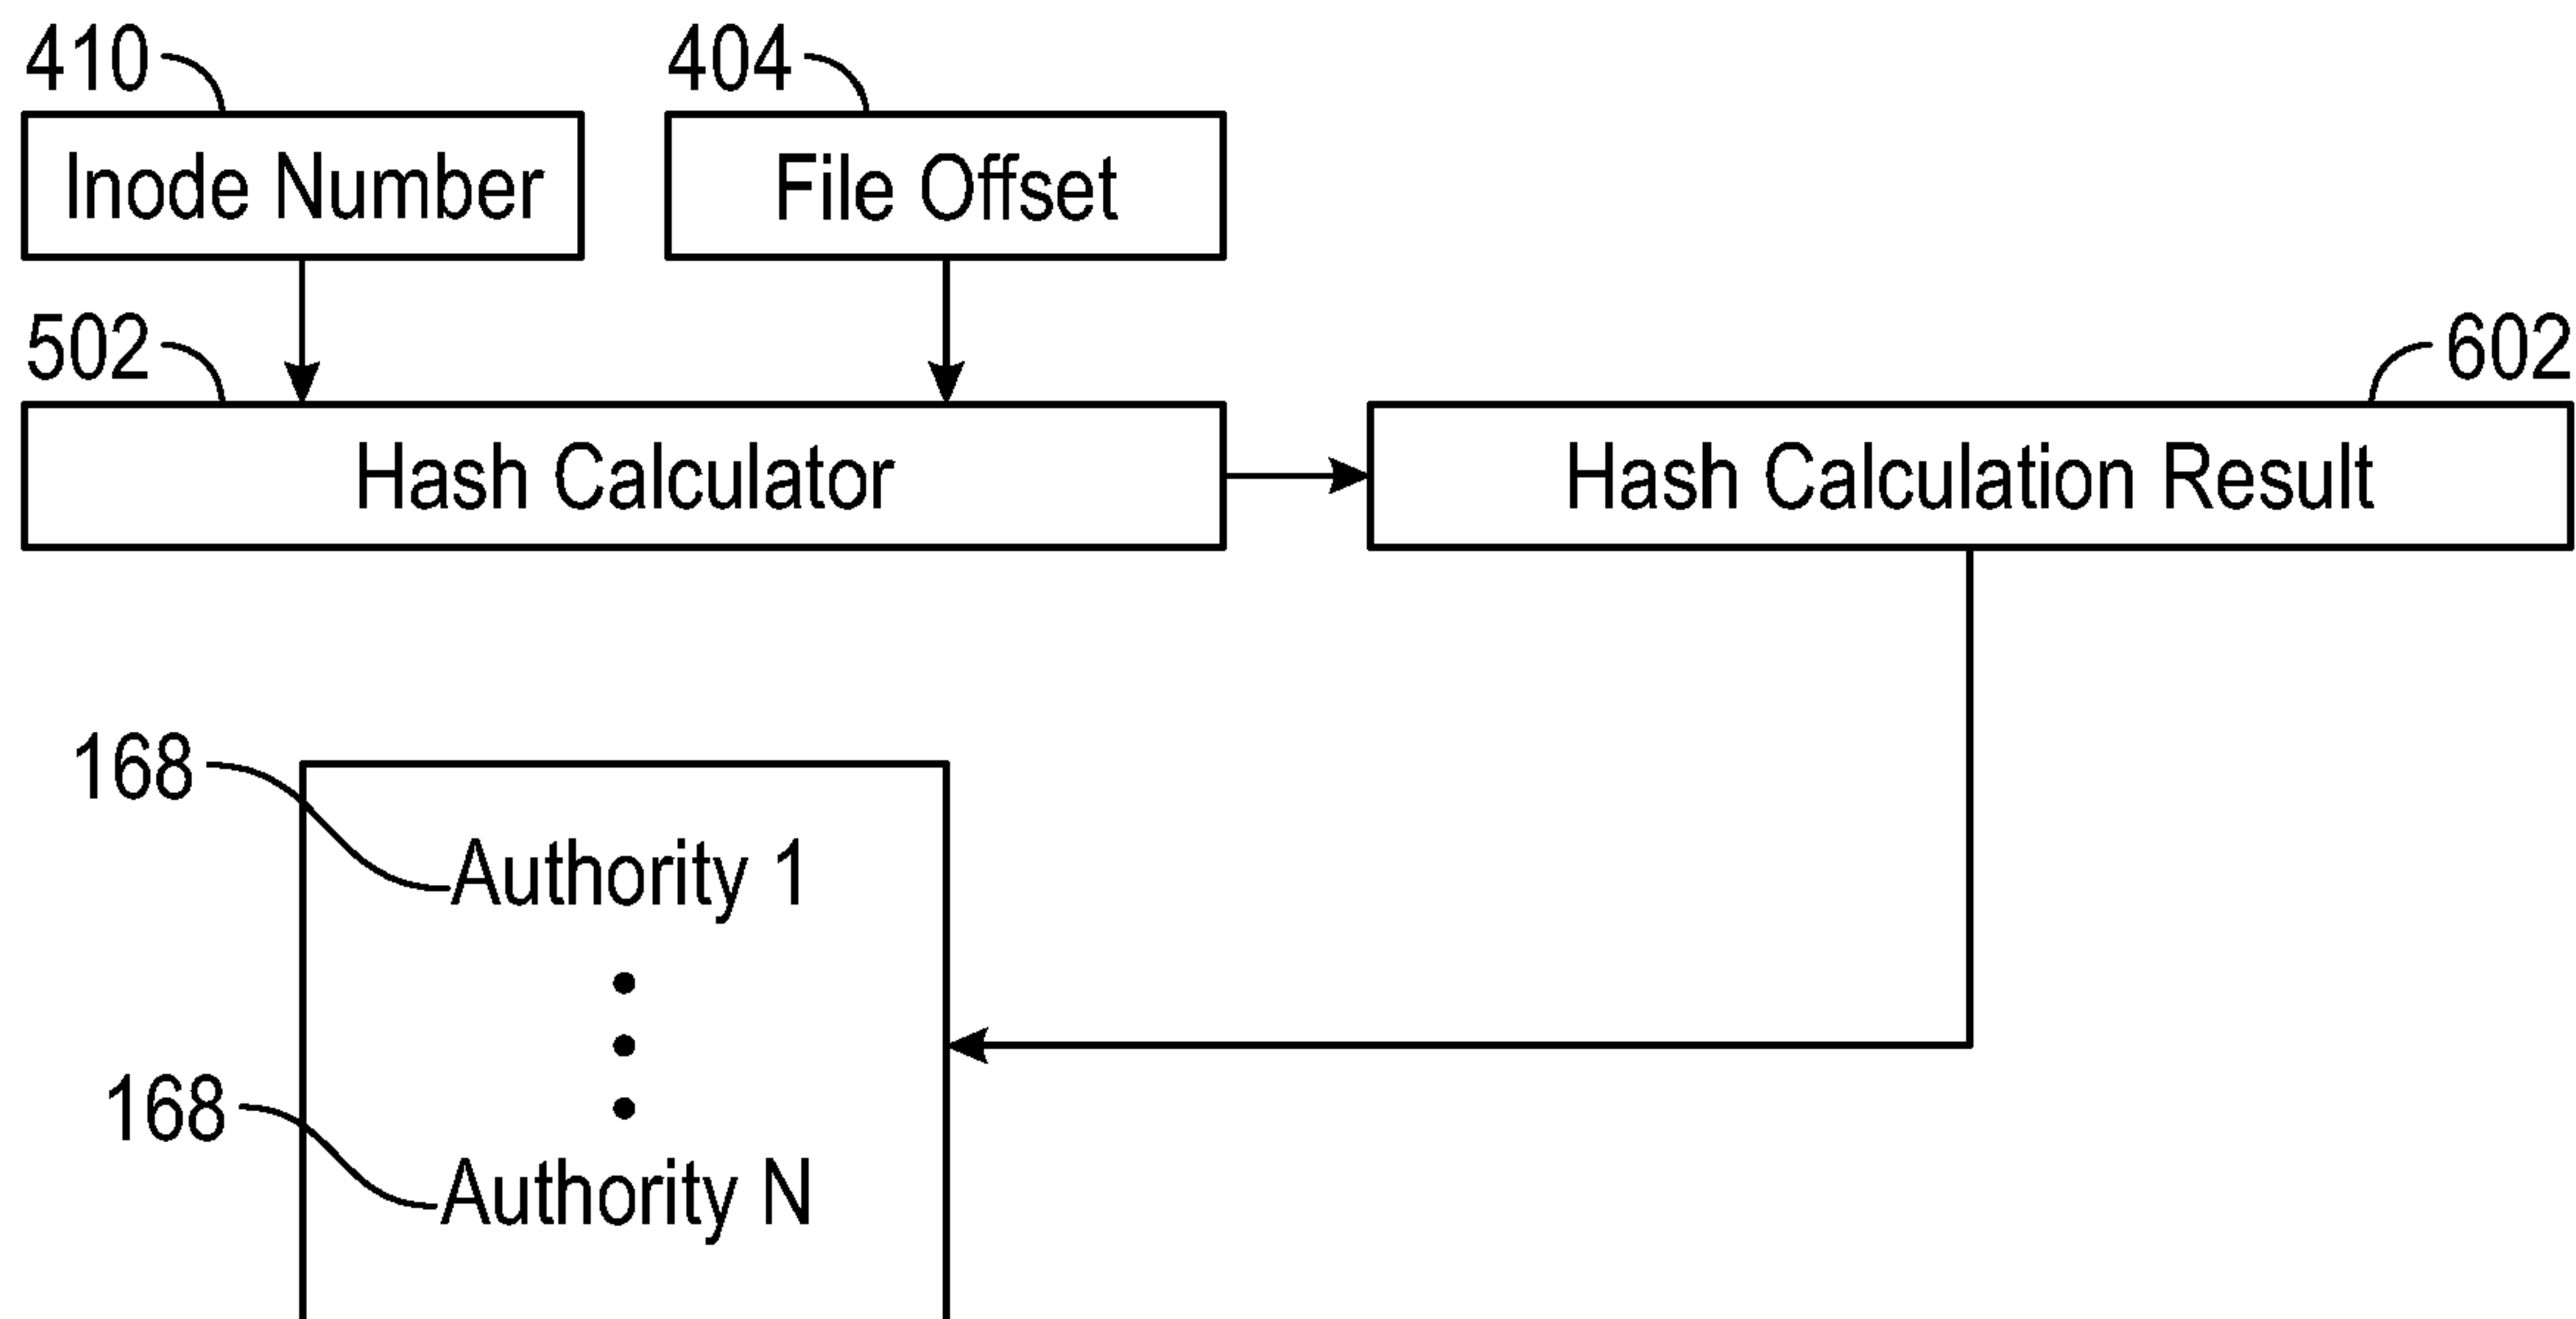 410
404
Inode Number
File Offset
502
602
Hash Calculator
Hash Calculation Result
168
Authority 1
168
Authority N